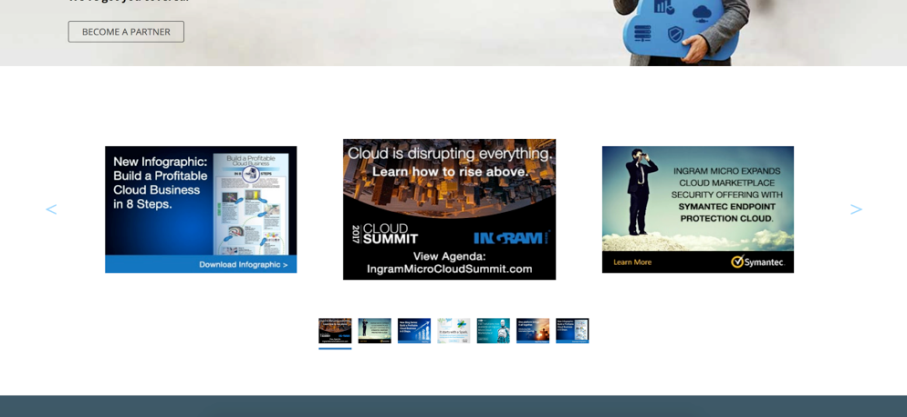 BECOME A PARTNER
<
New Infographic:
Build a Profitable
Cloud Business
in 8 Steps.
Build a Profitable
Cloud Business
Download Infographic >
Cloud is disrupting everything.
Learn how to rise above.
2017 CLOUD
SUMMIT
INGRAM
View Agenda:
IngramMicroCloudSummit.com
INGRAM MICRO EXPANDS
CLOUD MARKETPLACE
SECURITY OFFERING WITH
SYMANTEC ENDPOINT
PROTECTION CLOUD.
Learn More
Symantec.
>